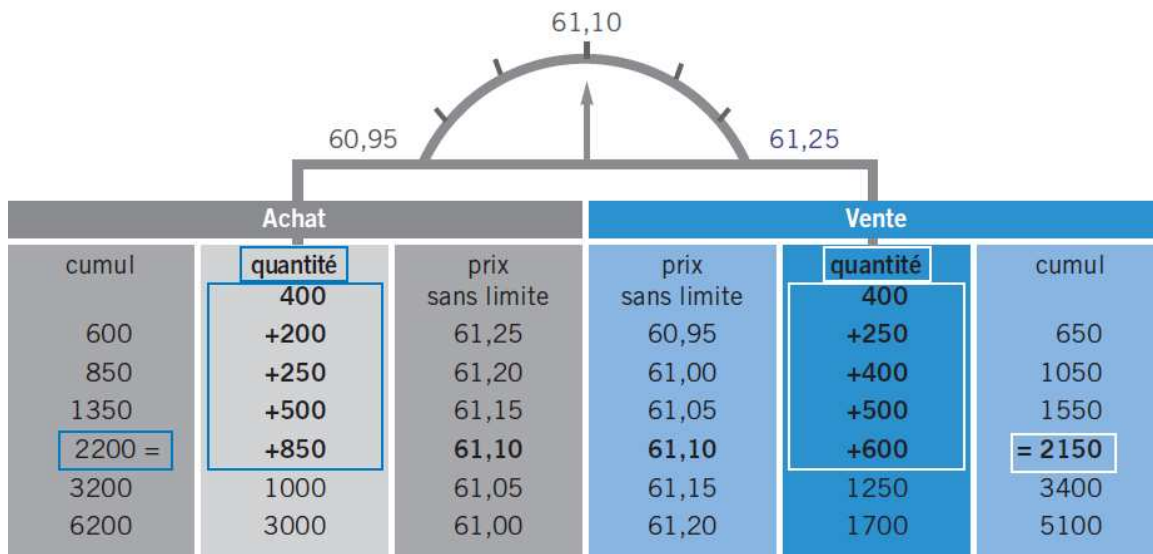 61,10
60,95 61,25
Achat Vente
cumul quantité prix prix quantité cumul
400 sans limite sans limite 400
600 +200 61,25 60,95 +250 650
850 +250 61,20 61,00 +400 1050
1350 +500 61,15 61,05 +500 1550
2200 = +850 61,10 61,10 +600 = 2150
3200 1000 61,05 61,15 1250 3400
6200 3000 61,00 61,20 1700 5100